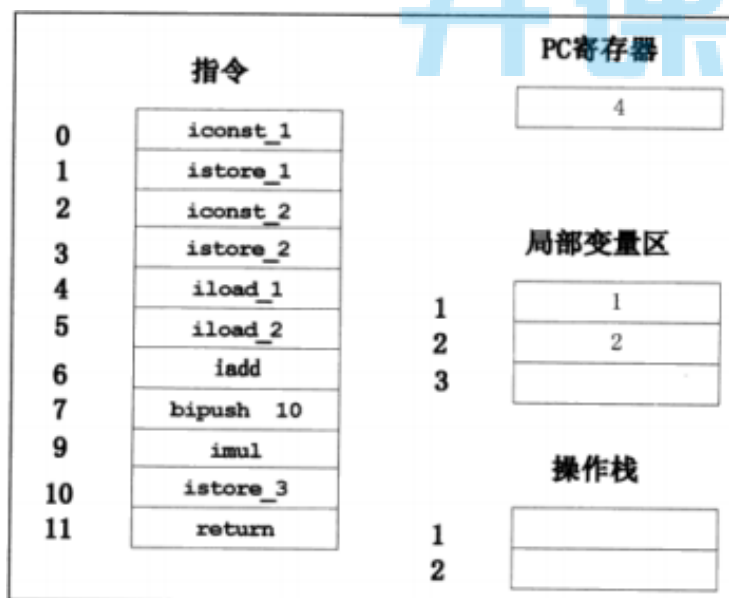 开课
指令
0 iconst_1
1 istore_1
2 iconst_2
3 istore_2
4 iload_1
5 iload_2
6 iadd
7 bipush 10
9 imul
10 istore_3
11 return
PC寄存器
4
局部变量区
1 1
2 2
3
操作栈
1
2